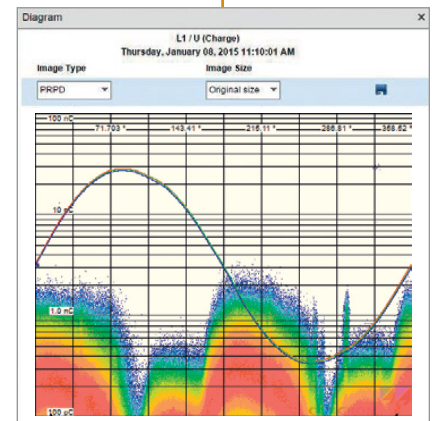 Diagram x
L1 / U (Charge)
Thursday, January 08, 2015 11:10:01 AM
Image Type Image Size
PRPD Original size
100 nC
71.703 ° 143.41 ° 215.11 ° 286.81 ° 358.52 °
10 nC
1.0 nC
100 pC